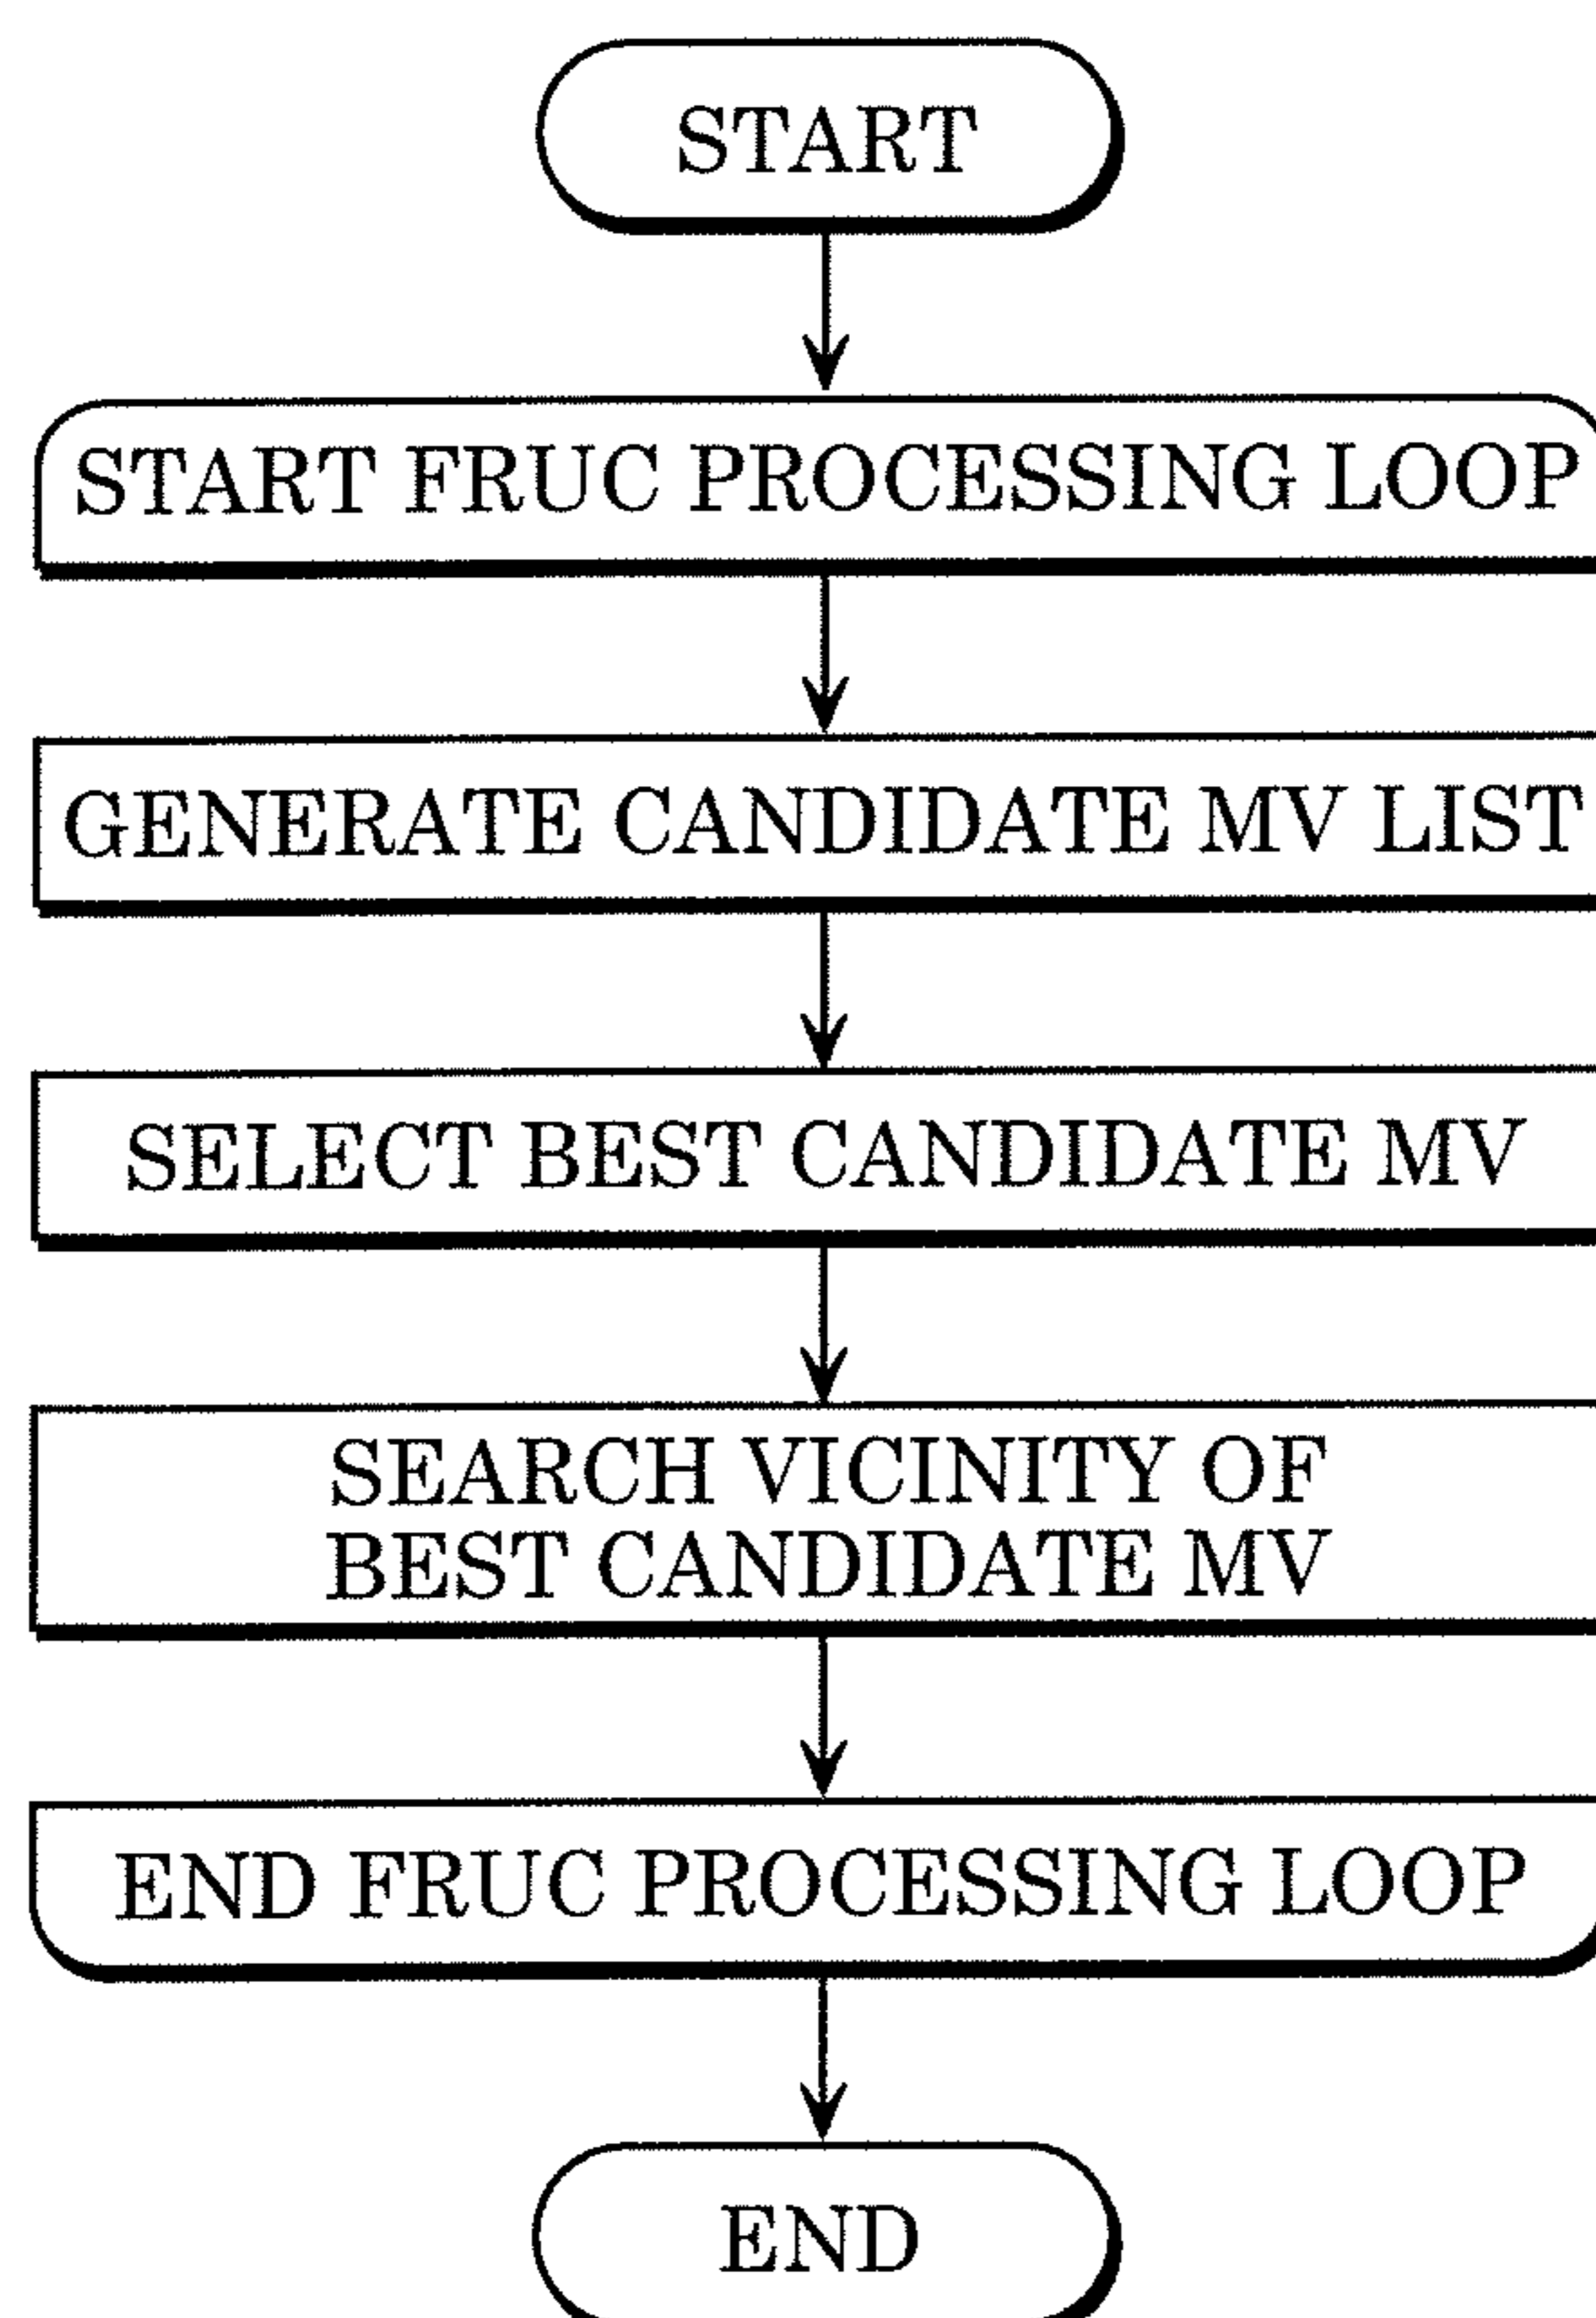 START
START FRUC PROCESSING LOOP
GENERATE CANDIDATE MV LIST
SELECT BEST CANDIDATE MV
SEARCH VICINITY OF
BEST CANDIDATE MV
END FRUC PROCESSING LOOP
END